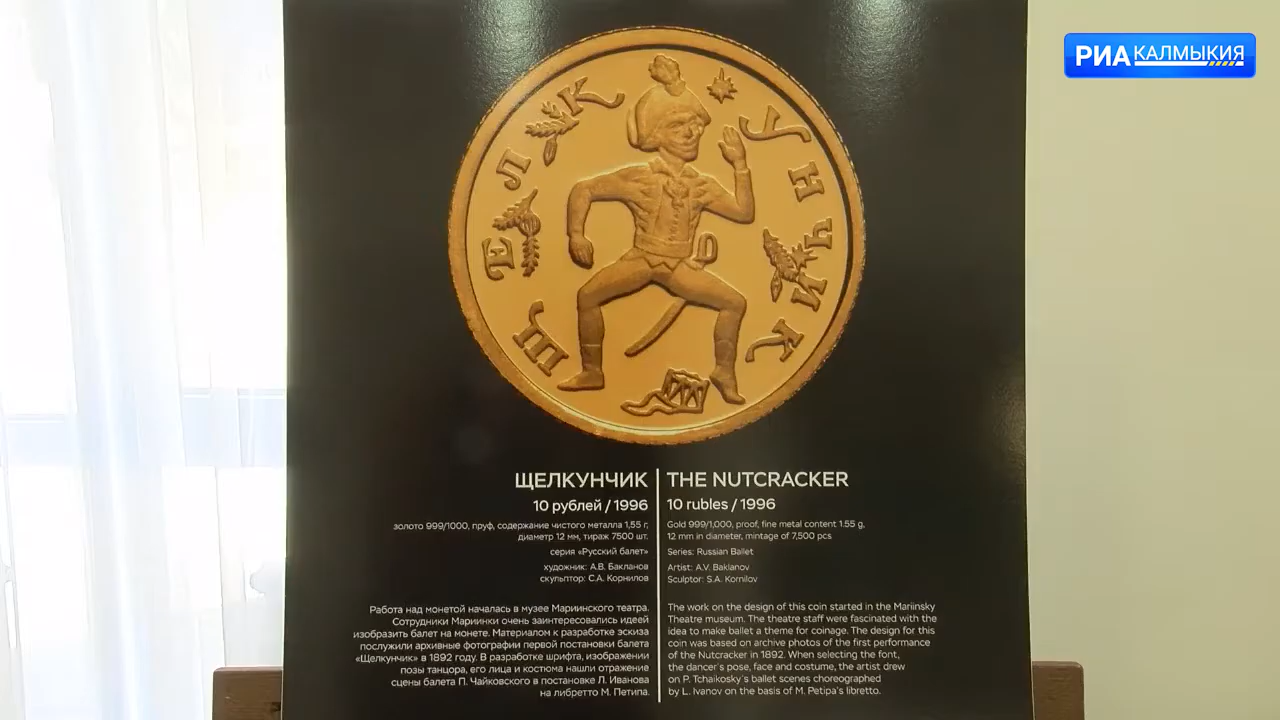 РИА КАЛМЫКИЯ
ЩЕЛКУНЧИК
ЩЕЛКУНЧИК
10 рублей / 1996
золото 999/1000, пруф, содержание чистого металла 1,55 г,
диаметр 12 мм, тираж 7500 шт.
серия «Русский балет»
художник: А.В. Бакланов
скульптор: С.А. Корнилов
Работа над монетой началась в музее Мариинского театра.
Сотрудники Мариинки очень заинтересовались идеей
изобразить балет на монете. Материалом к разработке эскиза
послужили архивные фотографии первой постановки балета
«Щелкунчик» в 1892 году. В разработке шрифта, изображении
позы танцора, его лица и костюма нашли отражение
сцены балета П. Чайковского в постановке Л. Иванова
на либретто М. Петипа.
THE NUTCRACKER
10 rubles / 1996
Gold 999/1,000, proof, fine metal content 1.55 g,
12 mm in diameter, mintage of 7,500 pcs
Series: Russian Ballet
Artist: A.V. Baklanov
Sculptor: S.A. Kornilov
The work on the design of this coin started in the Mariinsky
Theatre museum. The theatre staff were fascinated with the
idea to make ballet a theme for coinage. The design for this
coin was based on archive photos of the first performance
of the Nutcracker in 1892. When selecting the font,
the dancer's pose, face and costume, the artist drew
on P. Tchaikosky's ballet scenes choreographed
by L. Ivanov on the basis of M. Petipa's libretto.